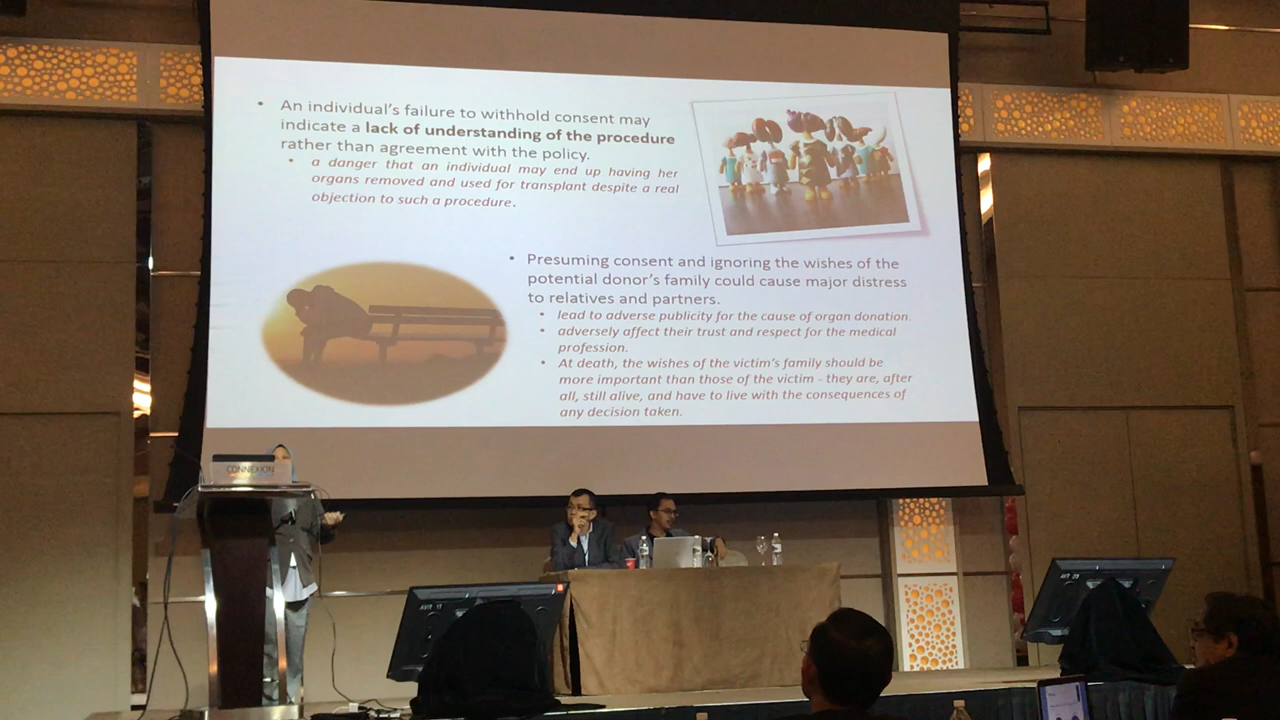 • An individual's failure to withhold consent may
indicate a lack of understanding of the procedure
rather than agreement with the policy.
• a danger that an individual may end up having her
organs removed and used for transplant despite a real
objection to such a procedure.
• Presuming consent and ignoring the wishes of the
potential donor's family could cause major distress
to relatives and partners.
• lead to adverse publicity for the cause of organ donation.
• adversely affect their trust and respect for the medical
profession.
• At death, the wishes of the victim's family should be
more important than those of the victim - they are, after
all, still alive, and have to live with the consequences of
any decision taken.
CONNEXION